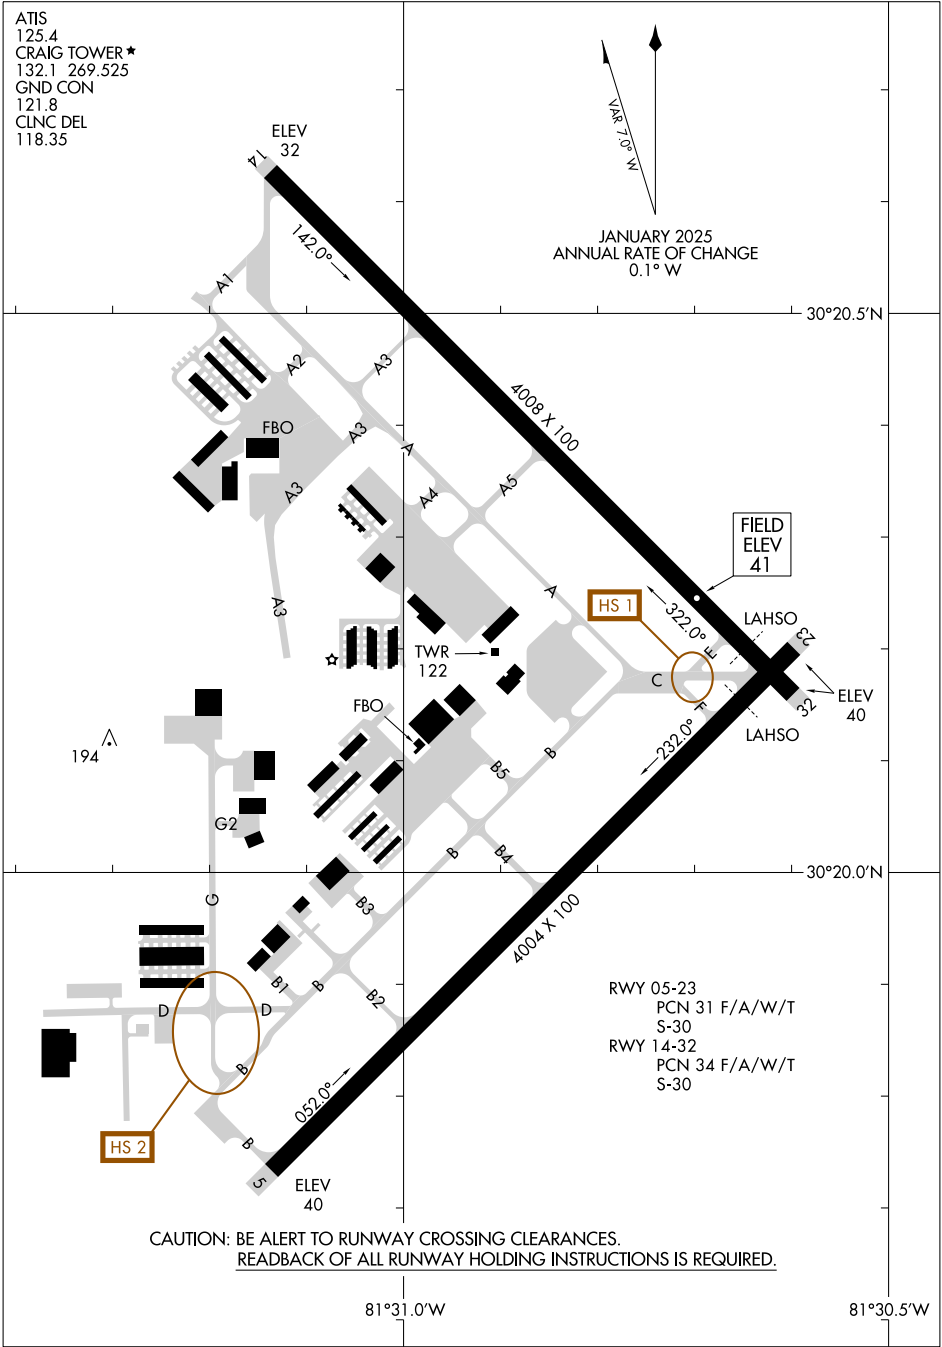 ATIS
125.4
CRAIG TOWER★
132.1 269.525
GND CON
121.8
CLNC DEL
118.35
ELEV
32
14
142.0°
VAR 7.0° W
JANUARY 2025
ANNUAL RATE OF CHANGE
0.1° W
30°20.5'N
A1
A2
A3
4008 X 100
FBO
A3
A
A3
A4
A5
FIELD
ELEV
41
A3
A
HS 1
322.0°
LAHSO
23
E
TWR
122
C
ELEV
40
32
F
LAHSO
FBO
232.0°
194
B5
B
G2
B
B4
30°20.0'N
G
B3
4004 X 100
B1
B
B2
D
D
RWY 05-23
PCN 31 F/A/W/T
S-30
RWY 14-32
PCN 34 F/A/W/T
S-30
B
052.0°
HS 2
B
5
ELEV
40
CAUTION: BE ALERT TO RUNWAY CROSSING CLEARANCES.
READBACK OF ALL RUNWAY HOLDING INSTRUCTIONS IS REQUIRED.
81°31.0'W
81°30.5'W